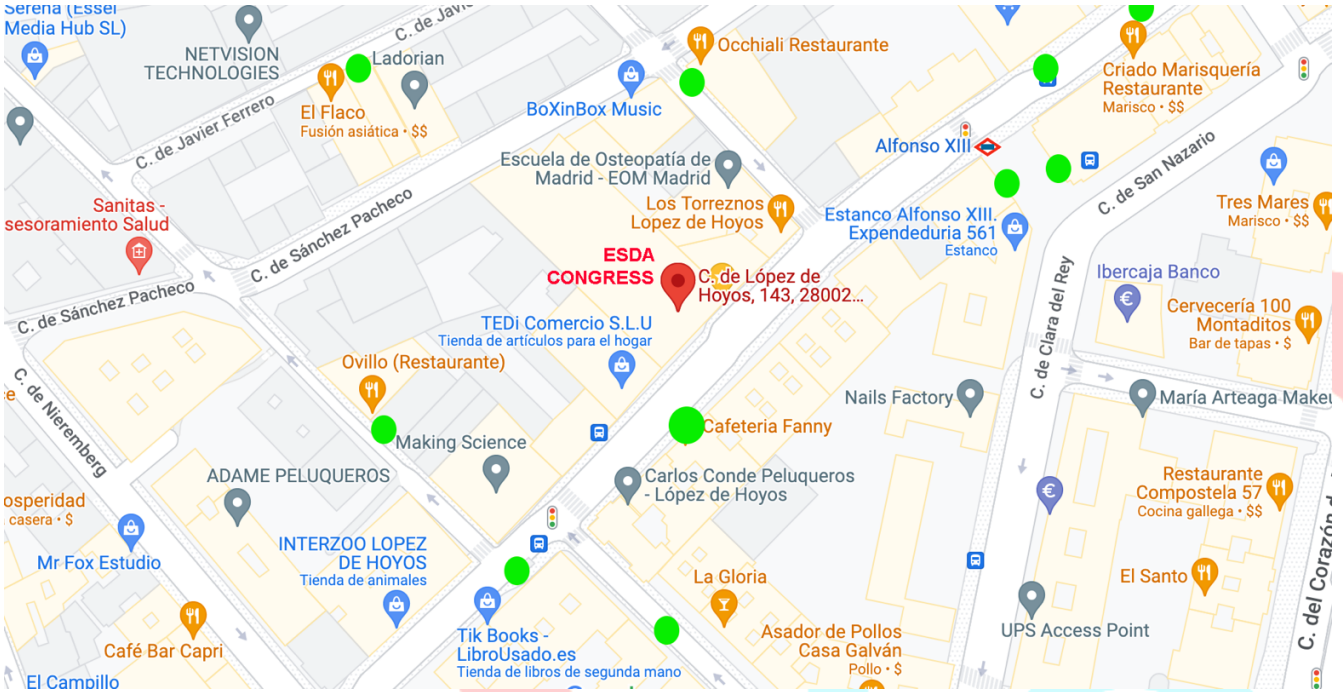 Serena (Essel
Media Hub SL)
C. de Javie
NETVISION
TECHNOLOGIES
Ladorian
Occhiali Restaurante
Criado Marisquería
Restaurante
Marisco • $$
El Flaco
Fusión asiática • $$
BoXinBox Music
C. de Javier Ferrero
Alfonso XIII
Escuela de Osteopatía de
Madrid - EOM Madrid
C. de San Nazario
Sanitas -
sesoramiento Salud
Los Torreznos
Lopez de Hoyos
Estanco Alfonso XIII.
Expendeduria 561
Estanco
Tres Mares
Marisco • $$
C. de Sánchez Pacheco
ESDA
CONGRESS
C. de López de
Hoyos, 143, 28002...
Ibercaja Banco
€
C. de Sánchez Pacheco
C. de Clara del Rey
Cervecería 100
Montaditos
Bar de tapas • $
TEDi Comercio S.L.U
Tienda de artículos para el hogar
Ovillo (Restaurante)
C. de Nieremberg
Nails Factory
María Arteaga Makeu
Cafeteria Fanny
Making Science
ADAME PELUQUEROS
Carlos Conde Peluqueros
- López de Hoyos
Restaurante
Compostela 57
Cocina gallega • $$
€
osperidad
casera • $
Mr Fox Estudio
INTERZOO LOPEZ
DE HOYOS
Tienda de animales
La Gloria
El Santo
C. del Corazón d
Café Bar Capri
Tik Books -
LibroUsado.es
Tienda de libros de segunda mano
Asador de Pollos
Casa Galván
Pollo • $
UPS Access Point
El Campillo